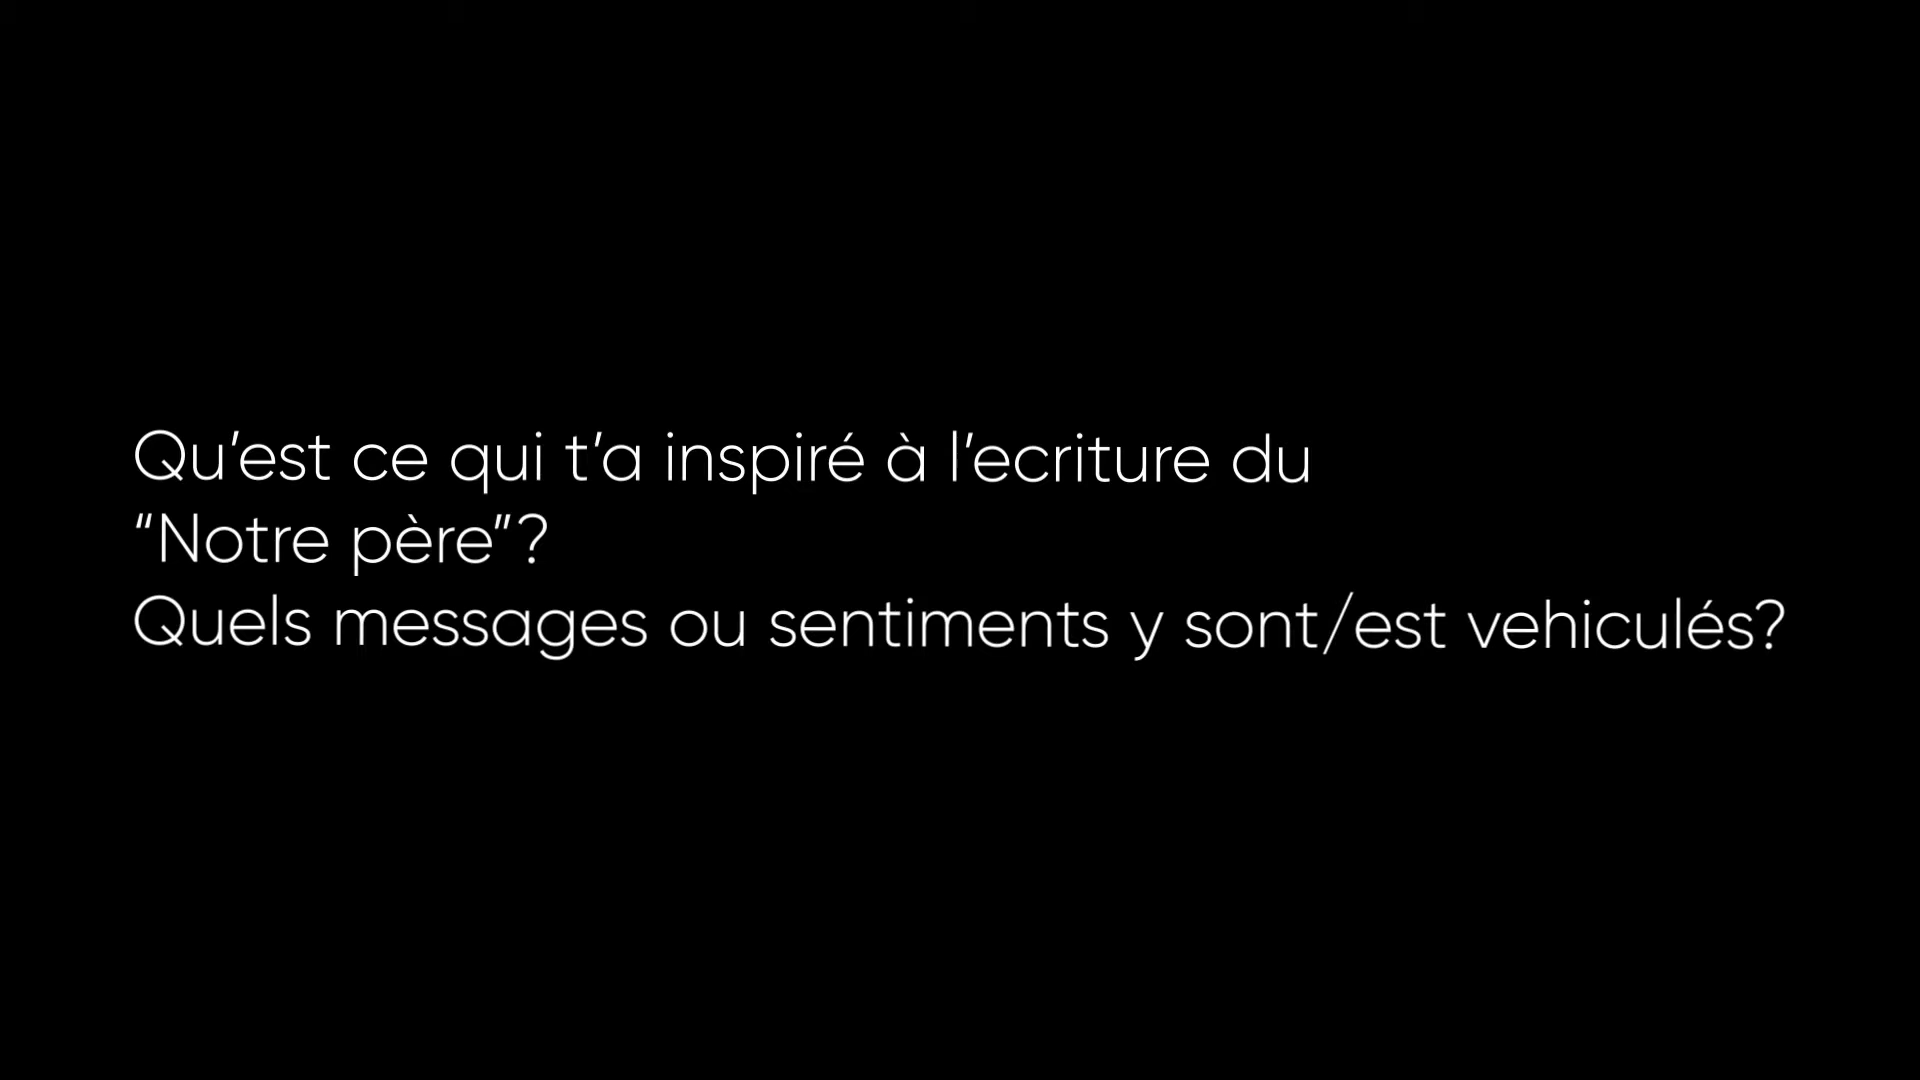 Qu’est ce qui t’a inspiré à l’ecriture du
“Notre père”?
Quels messages ou sentiments y sont/est vehiculés?